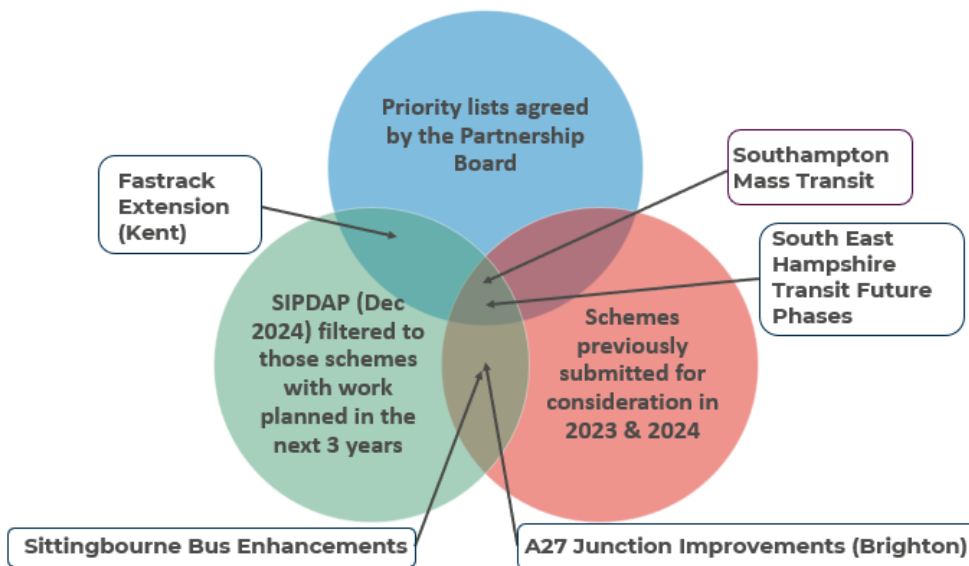 Priority lists agreed
by the Partnership
Board
Southampton
Mass Transit
Fastrack
Extension
(Kent)
South East
Hampshire
Transit Future
Phases
SIPDAP (Dec
2024) filtered to
those schemes
with work
planned in the
next 3 years
Schemes
previously
submitted for
consideration in
2023 & 2024
Sittingbourne Bus Enhancements
A27 Junction Improvements (Brighton)